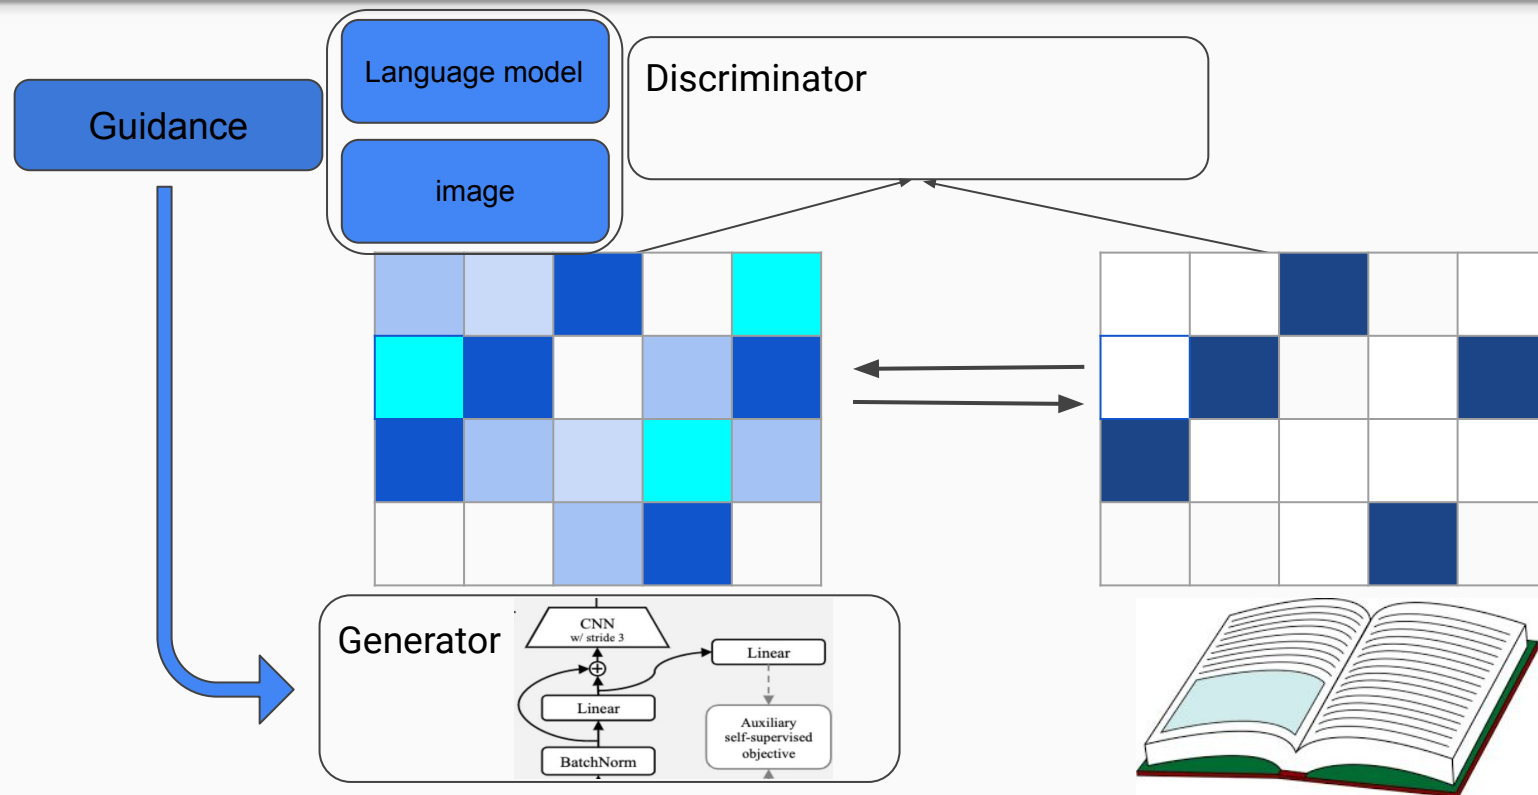 Language model
Discriminator
Guidance
image
Generator
CNN
w/ stride 3
Linear
Linear
Auxiliary
self-supervised
objective
BatchNorm